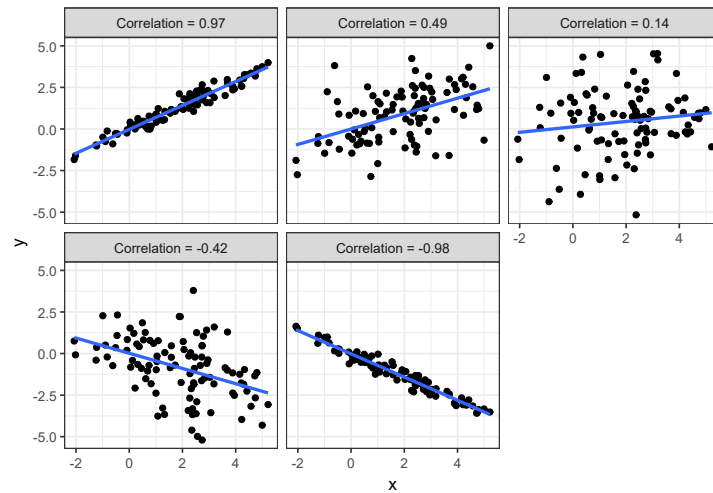 Correlation = 0.97 Correlation = 0.49 Correlation = 0.14
5.0
2.5
0.0
-2.5
-5.0
-2 0 2 4
y
Correlation = -0.42 Correlation = -0.98
5.0
2.5
0.0
-2.5
-5.0
-2 0 2 4 -2 0 2 4
x